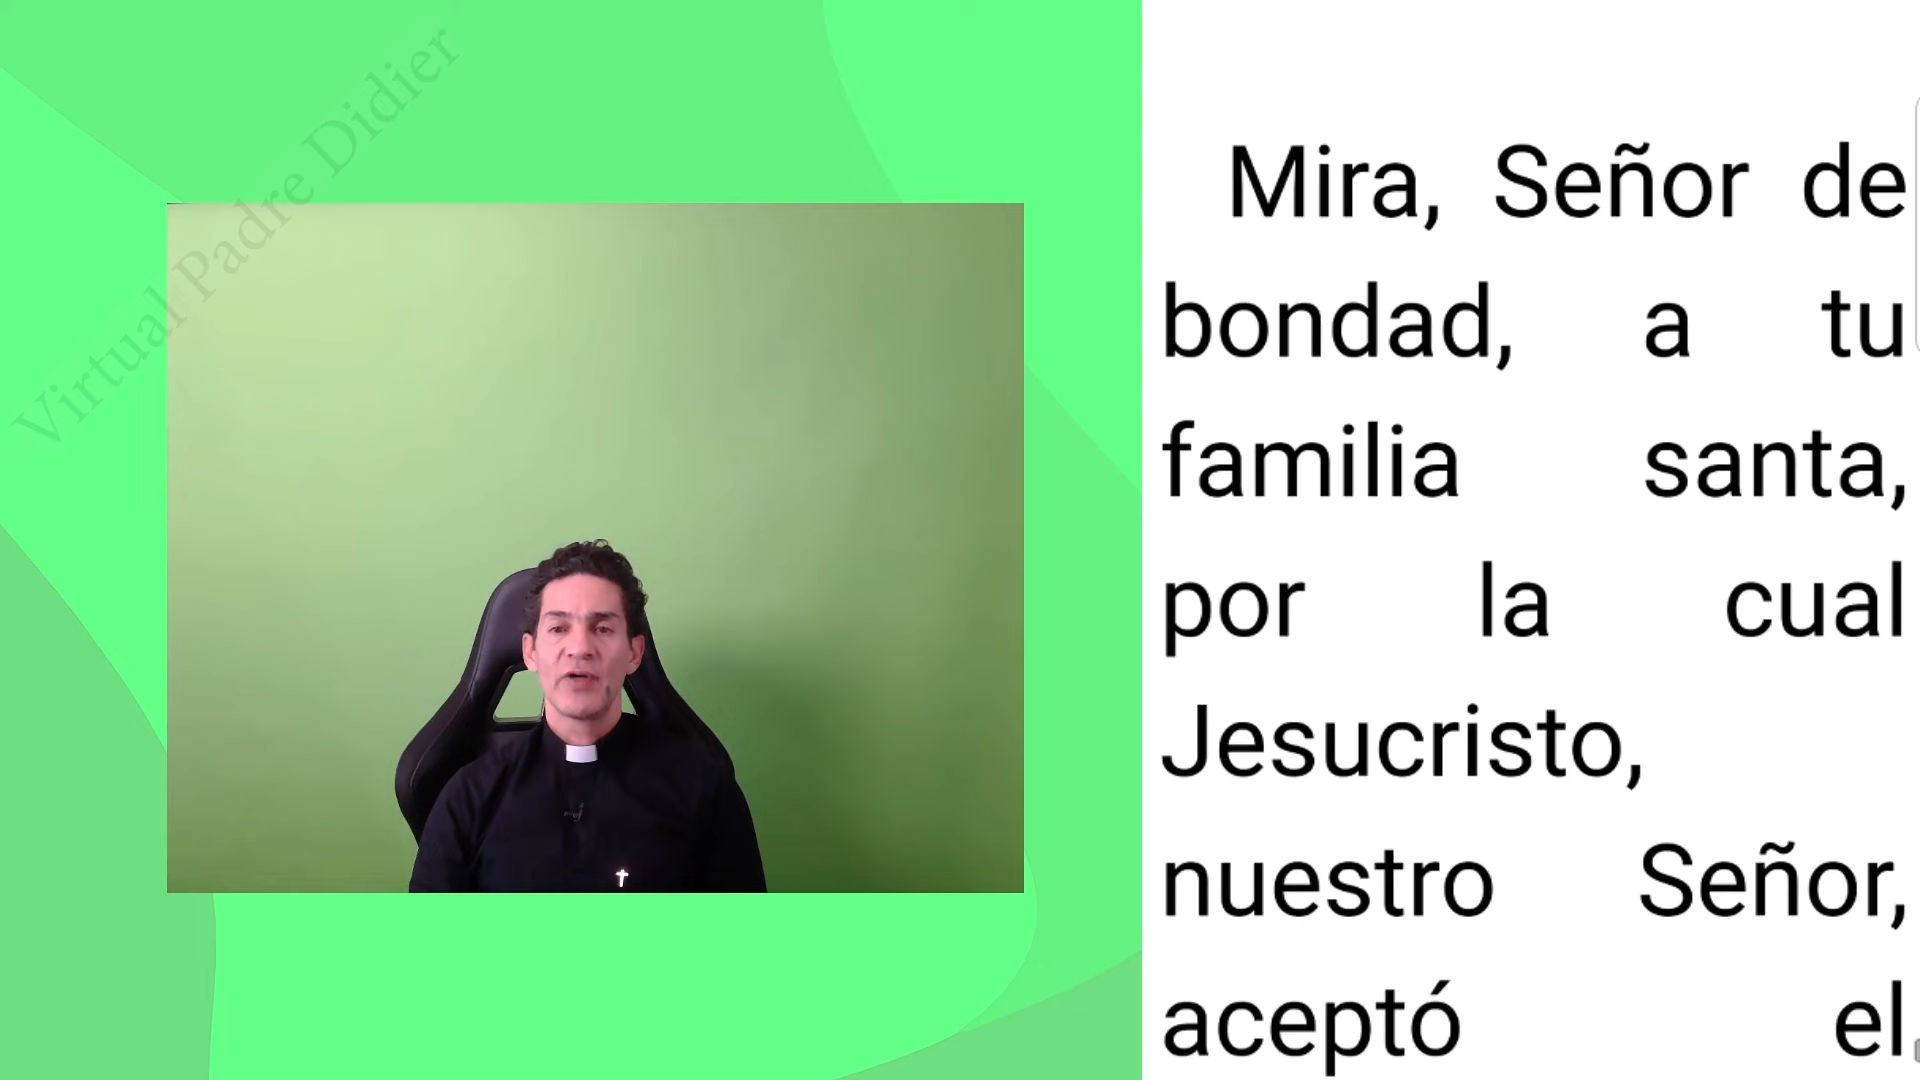 Virtual Padre Didier
Mira, Señor de
bondad, a tu
familia santa,
por la cual
Jesucristo,
nuestro Señor,
aceptó el